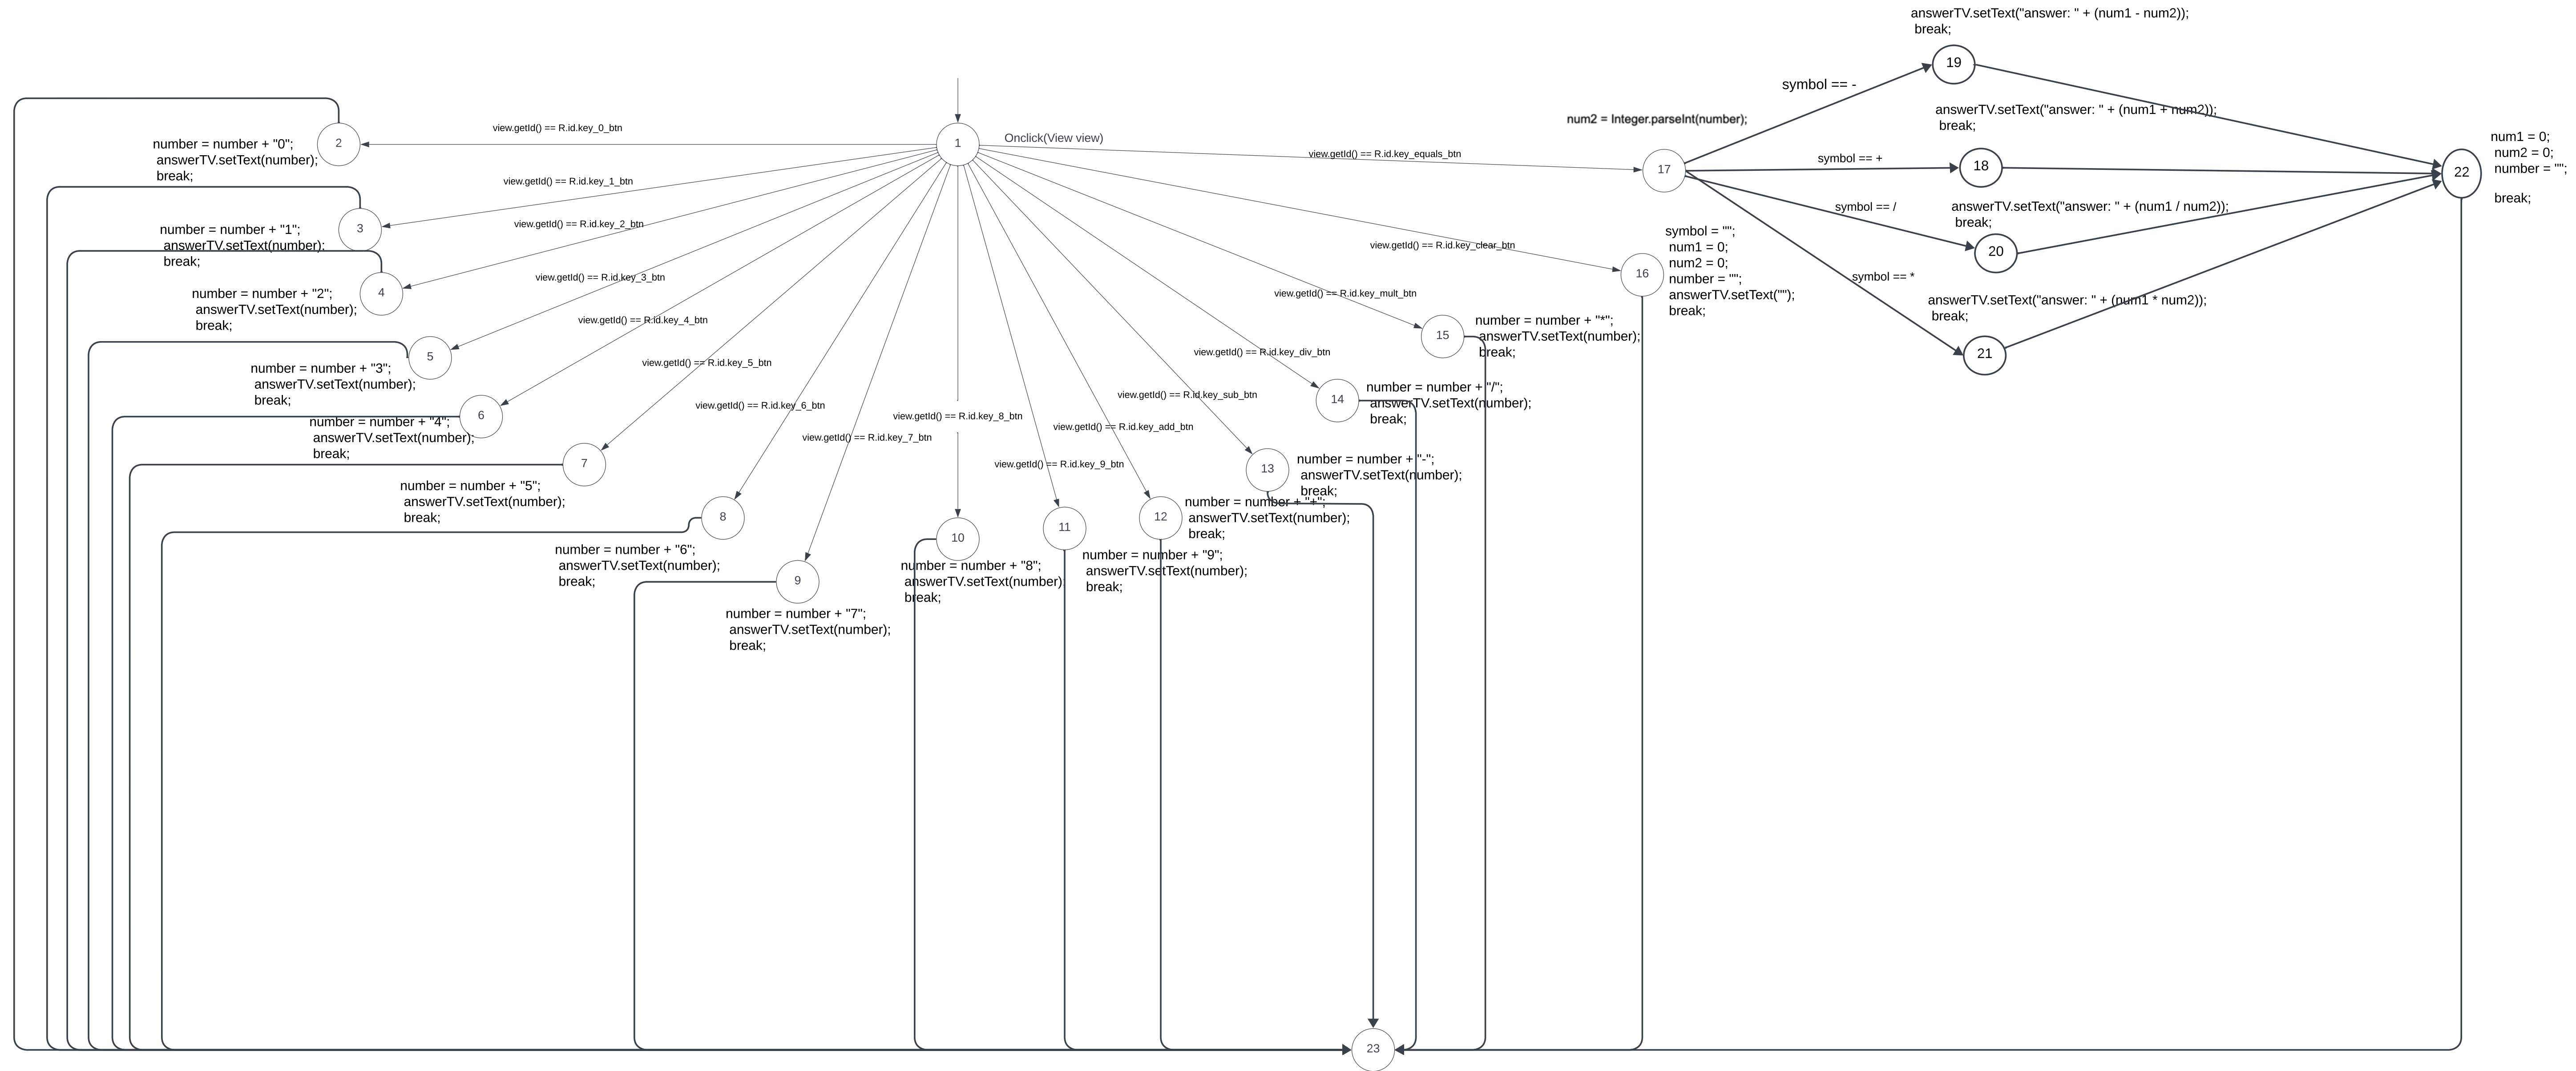 answerTV.setText("answer: " + (num1 - num2));
break;
19
symbol == -
answerTV.setText("answer: " + (num1 + num2));
break;
num2 = Integer.parseInt(number);
view.getId() == R.id.key_0_btn
1
Onclick(View view)
2
number = number + "0";
answerTV.setText(number);
break;
view.getId() == R.id.key_equals_btn
17
symbol == +
18
22
num1 = 0;
num2 = 0;
number = "";
break;
view.getId() == R.id.key_1_btn
3
number = number + "1";
answerTV.setText(number);
break;
view.getId() == R.id.key_2_btn
4
number = number + "2";
answerTV.setText(number);
break;
symbol == /
answerTV.setText("answer: " + (num1 / num2));
break;
20
view.getId() == R.id.key_clear_btn
16
symbol = "";
num1 = 0;
num2 = 0;
number = "";
answerTV.setText("");
break;
symbol == *
answerTV.setText("answer: " + (num1 * num2));
break;
21
view.getId() == R.id.key_3_btn
5
number = number + "3";
answerTV.setText(number);
break;
view.getId() == R.id.key_mult_btn
15
number = number + "*";
answerTV.setText(number);
break;
view.getId() == R.id.key_4_btn
6
number = number + "4";
answerTV.setText(number);
break;
view.getId() == R.id.key_div_btn
14
number = number + "/";
answerTV.setText(number);
break;
view.getId() == R.id.key_5_btn
7
number = number + "5";
answerTV.setText(number);
break;
view.getId() == R.id.key_sub_btn
13
number = number + "-";
answerTV.setText(number);
break;
view.getId() == R.id.key_6_btn
8
number = number + "6";
answerTV.setText(number);
break;
view.getId() == R.id.key_7_btn
9
number = number + "7";
answerTV.setText(number);
break;
view.getId() == R.id.key_8_btn
10
number = number + "8";
answerTV.setText(number)
break;
view.getId() == R.id.key_9_btn
11
number = number + "9";
answerTV.setText(number);
break;
view.getId() == R.id.key_add_btn
12
number = number + "+";
answerTV.setText(number);
break;
23